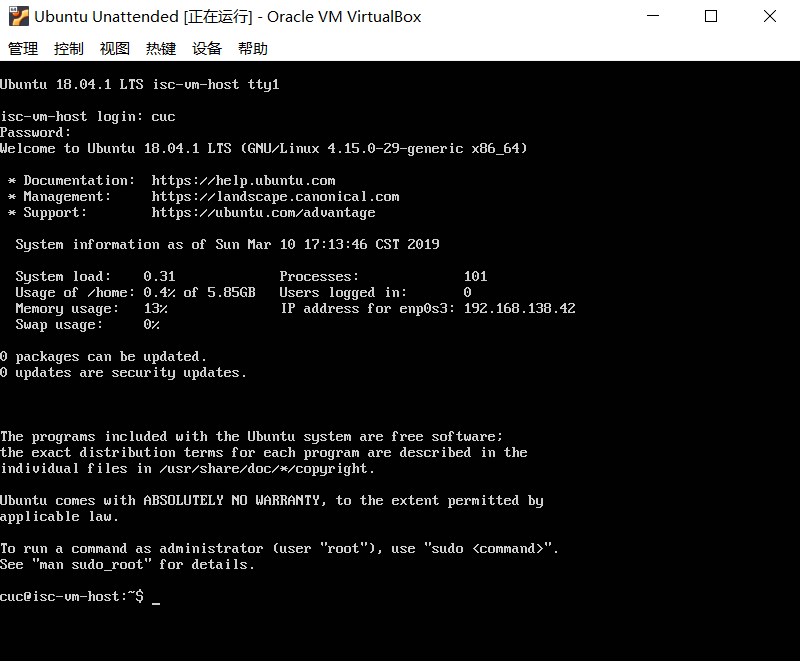 Ubuntu Unattended [正在运行] - Oracle VM VirtualBox
管理 控制 视图 热键 设备 帮助
Ubuntu 18.04.1 LTS isc-vm-host tty1
isc-vm-host login: cuc
Password:
Welcome to Ubuntu 18.04.1 LTS (GNU/Linux 4.15.0-29-generic x86_64)
* Documentation:  https://help.ubuntu.com
* Management:     https://landscape.canonical.com
* Support:        https://ubuntu.com/advantage
System information as of Sun Mar 10 17:13:46 CST 2019
System load:    0.31             Processes:             101
Usage of /home: 0.4% of 5.85GB   Users logged in:       0
Memory usage:   13%              IP address for enp0s3: 192.168.138.42
Swap usage:     0%
0 packages can be updated.
0 updates are security updates.
The programs included with the Ubuntu system are free software;
the exact distribution terms for each program are described in the
individual files in /usr/share/doc/*/copyright.
Ubuntu comes with ABSOLUTELY NO WARRANTY, to the extent permitted by
applicable law.
To run a command as administrator (user "root"), use "sudo <command>".
See "man sudo_root" for details.
cuc@isc-vm-host:~$ _